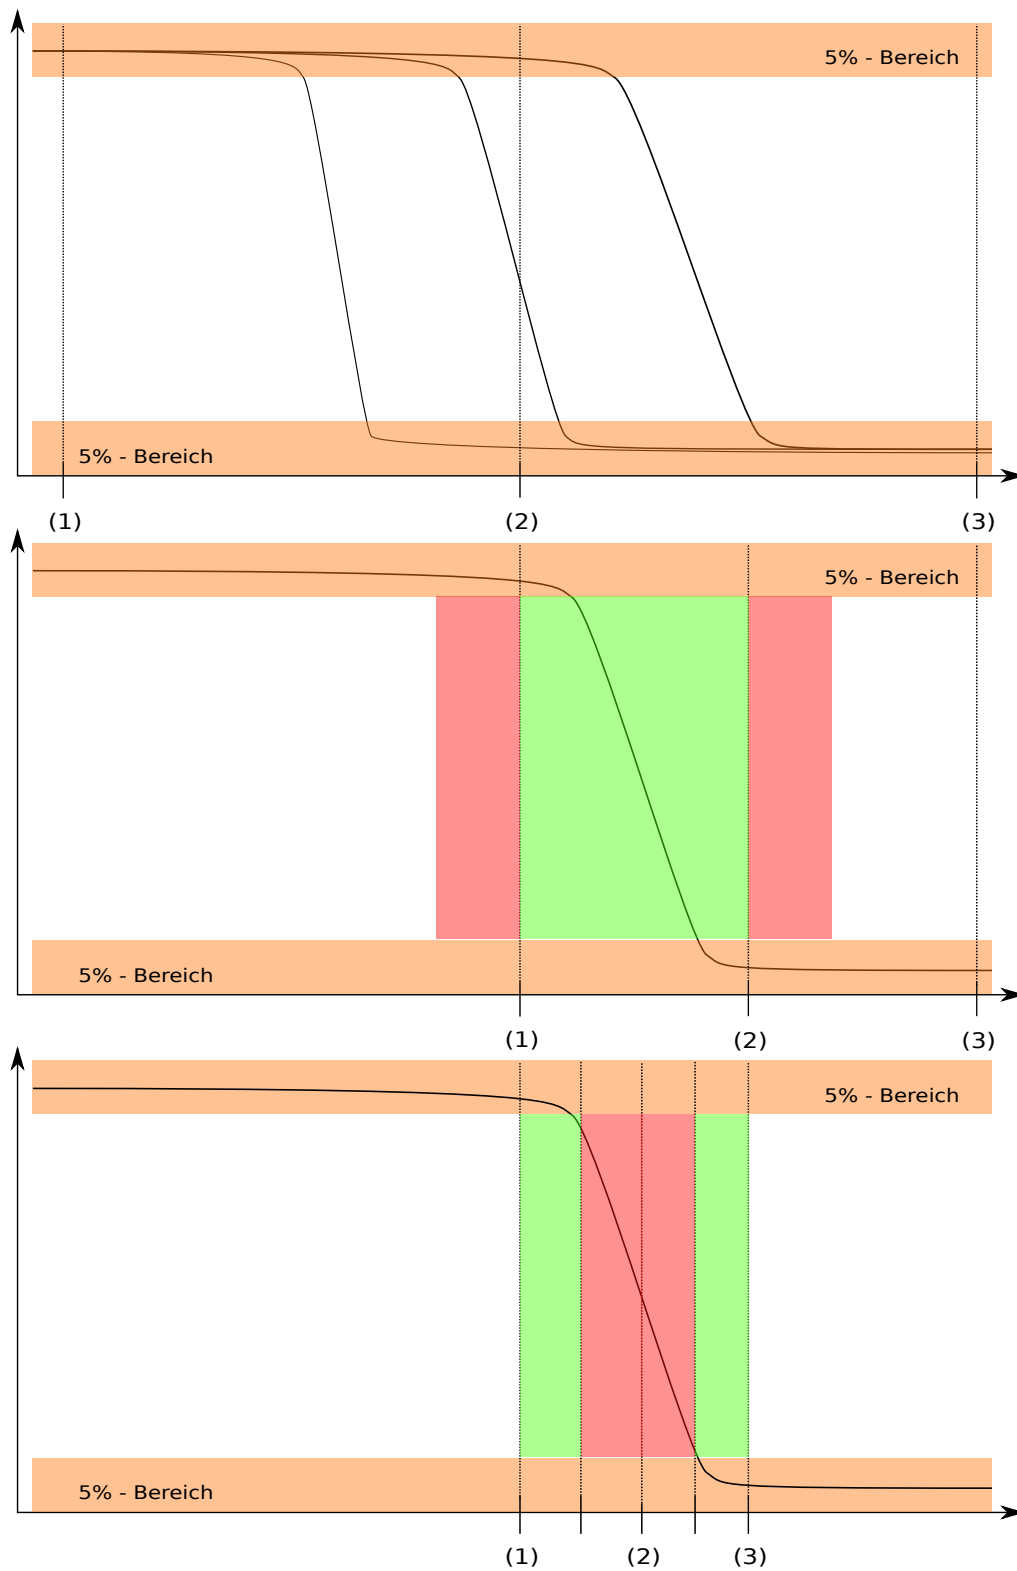 5% - Bereich
5% - Bereich
(1) (2) (3)
5% - Bereich
5% - Bereich
(1) (2) (3)
5% - Bereich
5% - Bereich
(1) (2) (3)